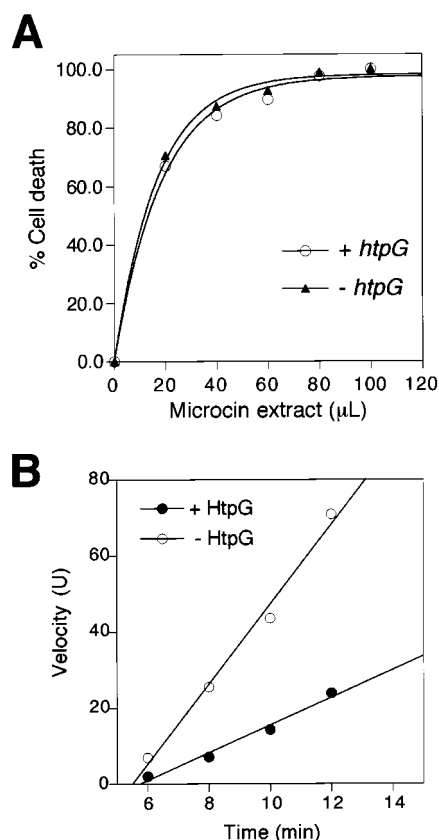 A
100.0
80.0
60.0
40.0
20.0
0.0
% Cell death
+ htpG
- htpG
0 20 40 60 80 100 120
Microcin extract (μL)
B
80
60
40
20
0
Velocity (U)
+ HtpG
- HtpG
6 8 10 12 14
Time (min)